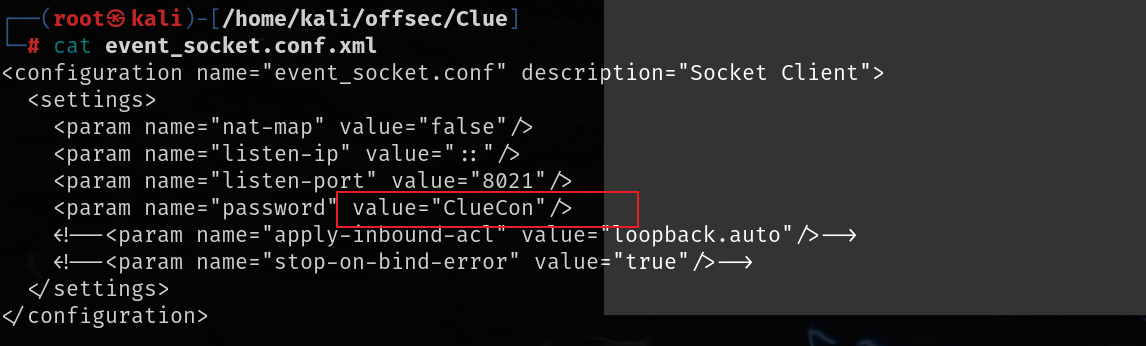 ┌──(root㉿kali)-[/home/kali/offsec/Clue]
└─# cat event_socket.conf.xml
<configuration name="event_socket.conf" description="Socket Client">
  <settings>
    <param name="nat-map" value="false"/>
    <param name="listen-ip" value="::"/>
    <param name="listen-port" value="8021"/>
    <param name="password" value="ClueCon"/>
    <!--<param name="apply-inbound-acl" value="loopback.auto"/>-->
    <!--<param name="stop-on-bind-error" value="true"/>-->
  </settings>
</configuration>